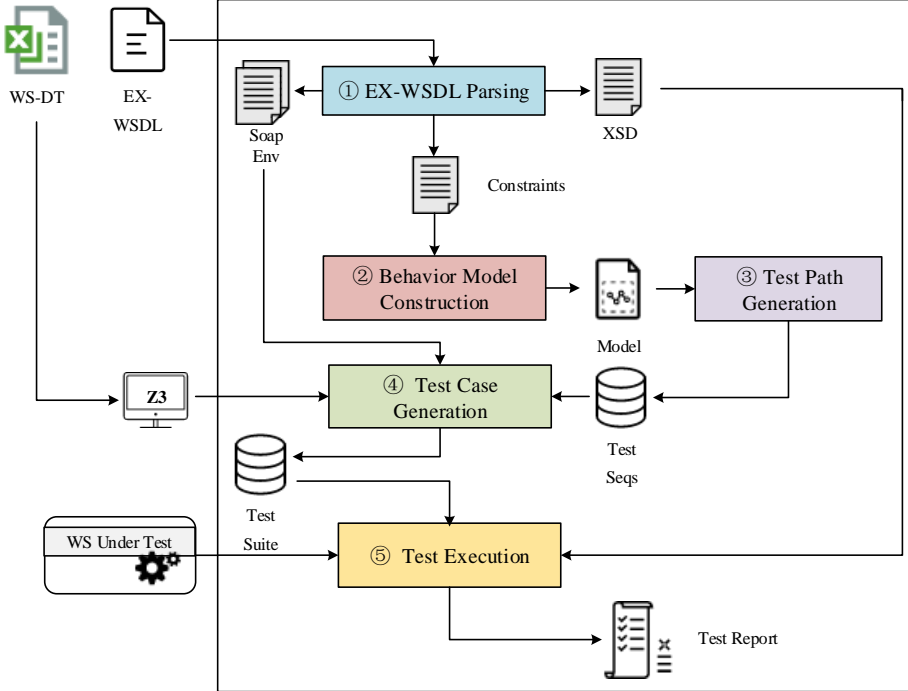 WS-DT
EX-
WSDL
① EX-WSDL Parsing
Soap
Env
XSD
Constraints
② Behavior Model
Construction
Model
③ Test Path
Generation
Z3
④ Test Case
Generation
Test
Seqs
Test
Suite
WS Under Test
⑤ Test Execution
Test Report